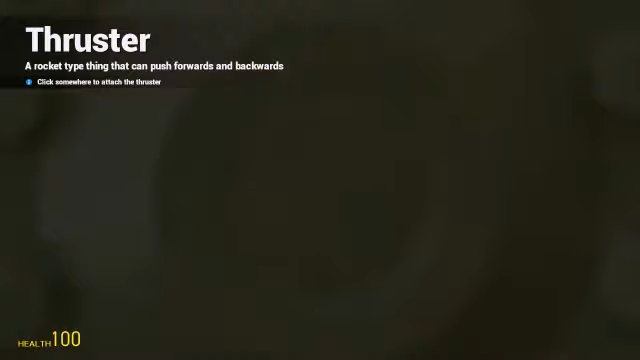 Thruster
A rocket type thing that can push forwards and backwards
Click somewhere to attach the thruster
HEALTH 100